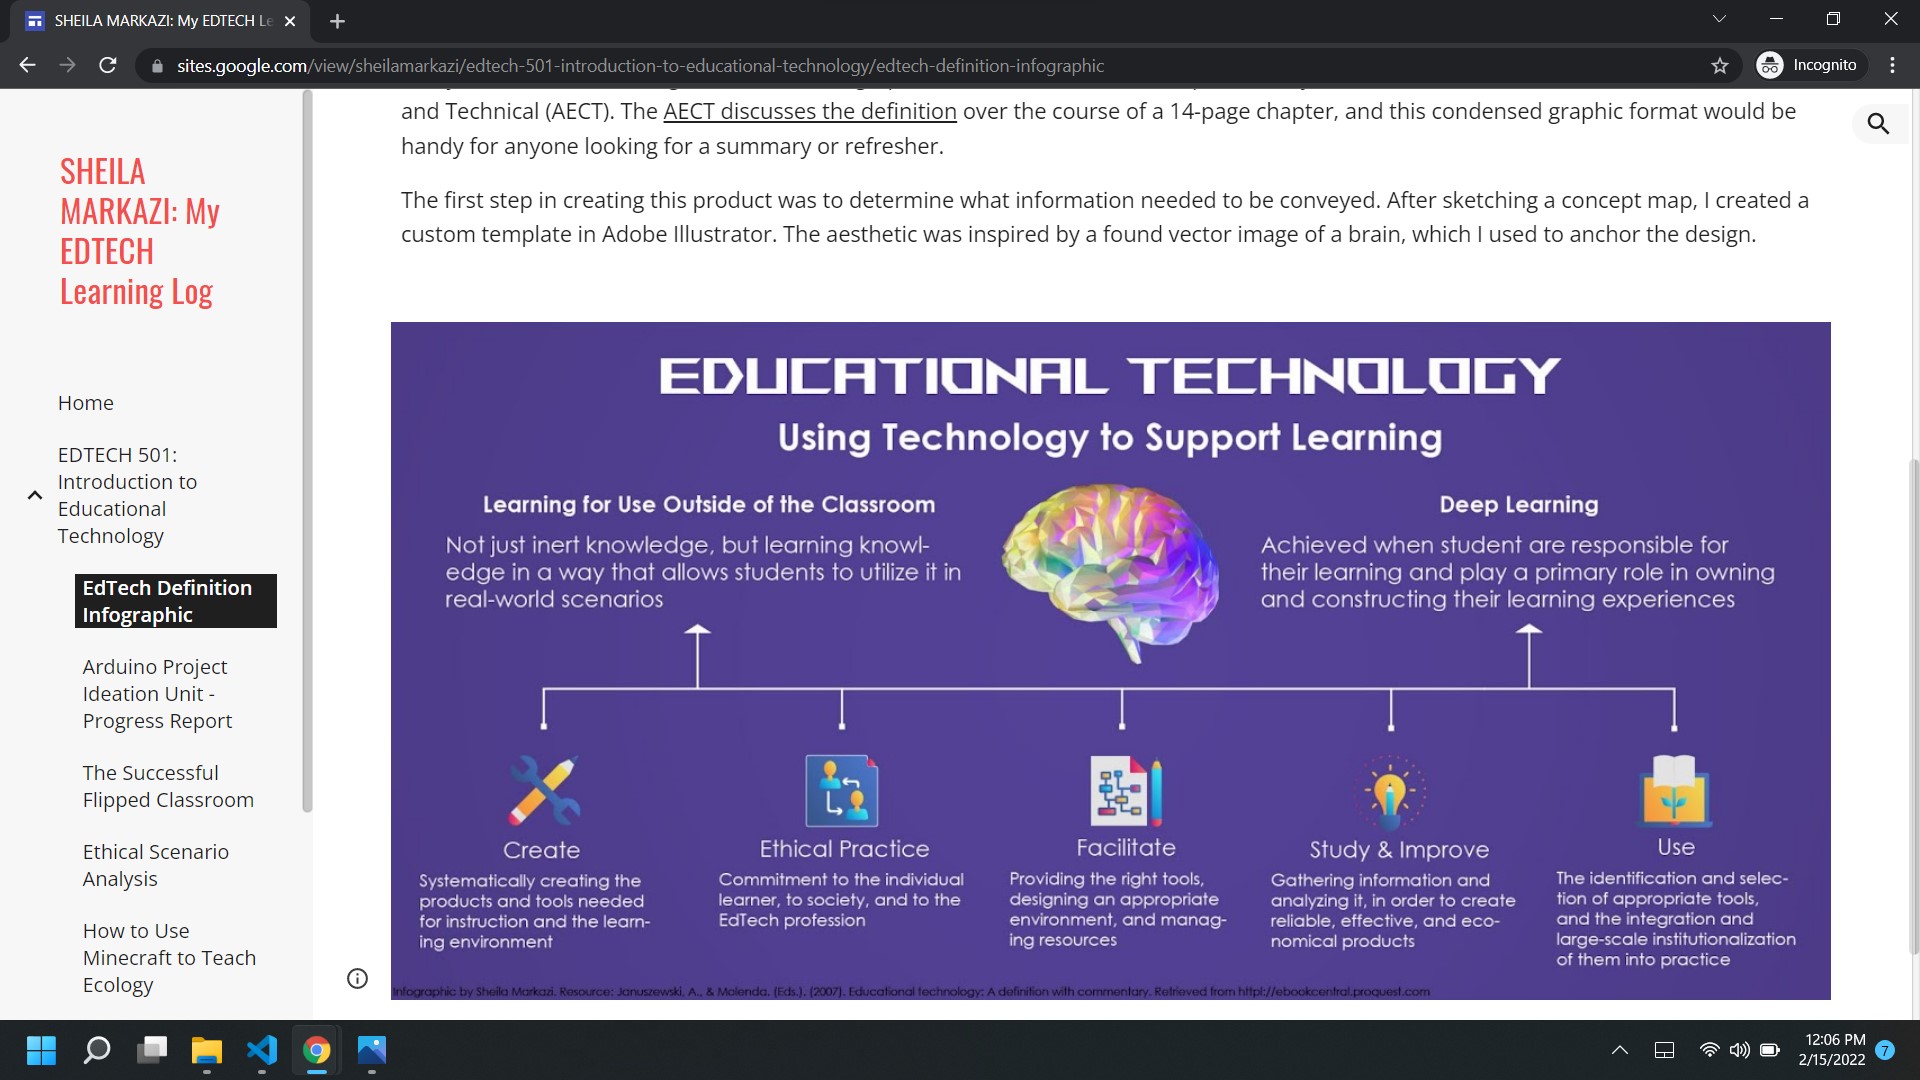 SHEILA MARKAZI: My EDTECH Le
sites.google.com/view/sheilamarkazi/edtech-501-introduction-to-educational-technology/edtech-definition-infographic
Incognito
SHEILA
MARKAZI: My
EDTECH
Learning Log
Home
EDTECH 501:
Introduction to
Educational
Technology
EdTech Definition
Infographic
Arduino Project
Ideation Unit -
Progress Report
The Successful
Flipped Classroom
Ethical Scenario
Analysis
How to Use
Minecraft to Teach
Ecology
and Technical (AECT). The AECT discusses the definition over the course of a 14-page chapter, and this condensed graphic format would be
handy for anyone looking for a summary or refresher.
The first step in creating this product was to determine what information needed to be conveyed. After sketching a concept map, I created a
custom template in Adobe Illustrator. The aesthetic was inspired by a found vector image of a brain, which I used to anchor the design.
EDUCATIONAL TECHNOLOGY
Using Technology to Support Learning
Learning for Use Outside of the Classroom
Not just inert knowledge, but learning knowl-
edge in a way that allows students to utilize it in
real-world scenarios
Deep Learning
Achieved when student are responsible for
their learning and play a primary role in owning
and constructing their learning experiences
Create
Systematically creating the
products and tools needed
for instruction and the learn-
ing environment
Ethical Practice
Commitment to the individual
learner, to society, and to the
EdTech profession
Facilitate
Providing the right tools,
designing an appropriate
environment, and manag-
ing resources
Study & Improve
Gathering information and
analyzing it, in order to create
reliable, effective, and eco-
nomical products
Use
The identification and selec-
tion of appropriate tools,
and the integration and
large-scale institutionalization
of them into practice
Infographic by Sheila Markazi. Resource: Januszewski, A., & Molenda. (Eds.). (2007). Educational technology: A definition with commentary. Retrieved from http://ebookcentral.proquest.com
12:06 PM
2/15/2022
7